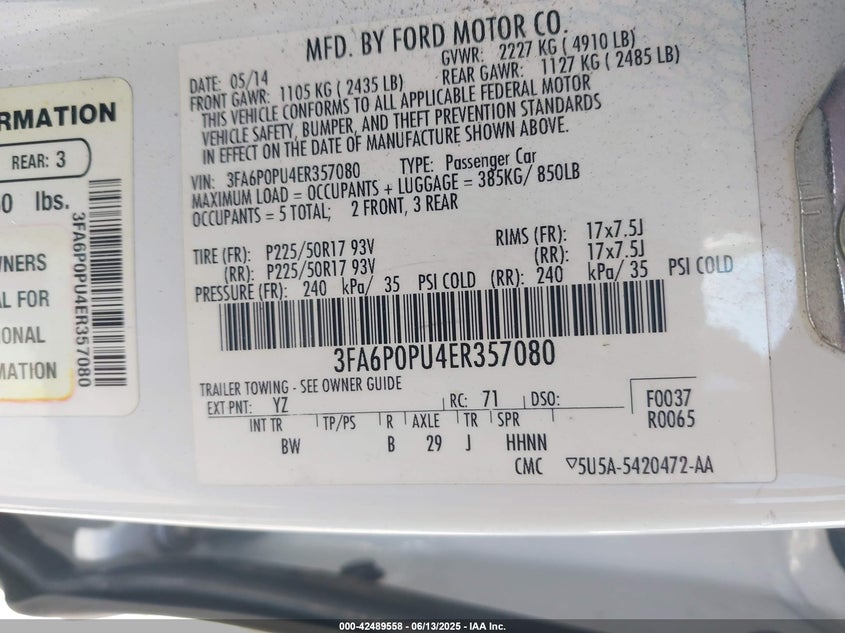 MFD. BY FORD MOTOR CO.
DATE: 05/14 GVWR: 2227 KG ( 4910 LB)
FRONT GAWR: 1105 KG ( 2435 LB) REAR GAWR: 1127 KG ( 2485 LB)
THIS VEHICLE CONFORMS TO ALL APPLICABLE FEDERAL MOTOR
VEHICLE SAFETY, BUMPER, AND THEFT PREVENTION STANDARDS
IN EFFECT ON THE DATE OF MANUFACTURE SHOWN ABOVE.
VIN: 3FA6P0PU4ER357080 TYPE: Passenger Car
MAXIMUM LOAD = OCCUPANTS + LUGGAGE = 385KG/ 850LB
OCCUPANTS = 5 TOTAL; 2 FRONT, 3 REAR
TIRE (FR): P225/50R17 93V RIMS (FR): 17x7.5J
(RR): P225/50R17 93V (RR): 17x7.5J
PRESSURE (FR): 240 kPa/ 35 PSI COLD (RR): 240 kPa/ 35 PSI COLD
3FA6P0PU4ER357080
TRAILER TOWING - SEE OWNER GUIDE
EXT PNT: YZ RC: 71 DSO: F0037
R0065
INT TR TP/PS R AXLE TR SPR
BW B 29 J HHNN
CMC ▽5U5A-5420472-AA
RMATION
REAR: 3
0 lbs.
WNERS
AL FOR
IONAL
MATION
3FA6P0PU4ER357080
000-42489558 - 06/13/2025 - IAA Inc.